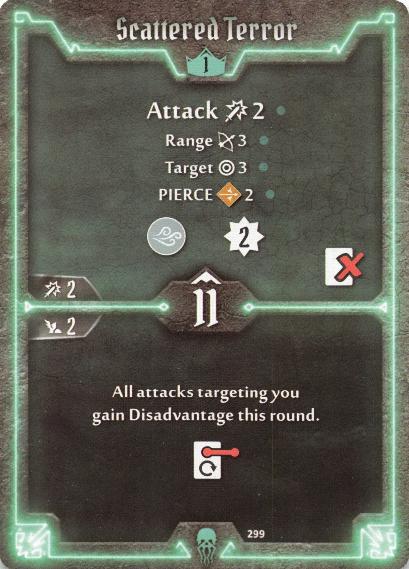 Scattered Terror
1
Attack 2
Range 3
Target 3
PIERCE 2
2
2
11
2
All attacks targeting you
gain Disadvantage this round.
299